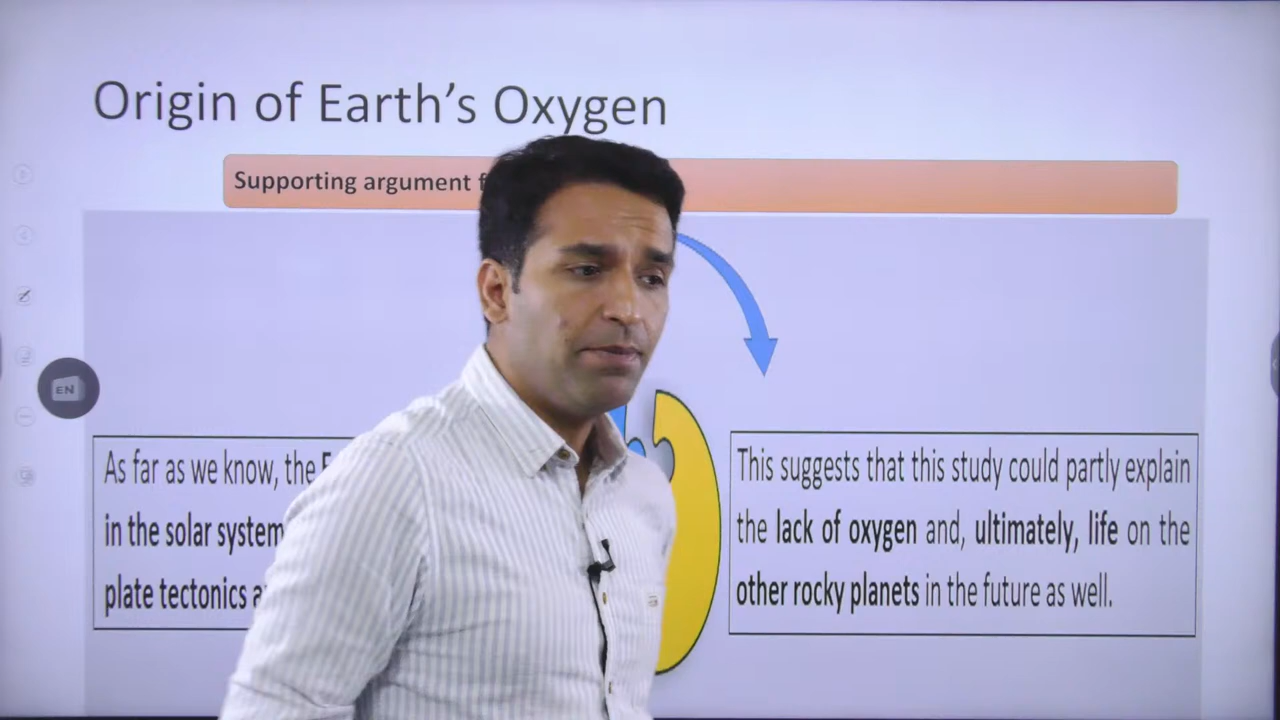 Origin of Earth's Oxygen
Supporting argument
EN
As far as we know, the
in the solar system
plate tectonics
This suggests that this study could partly explain
the lack of oxygen and, ultimately, life on the
other rocky planets in the future as well.